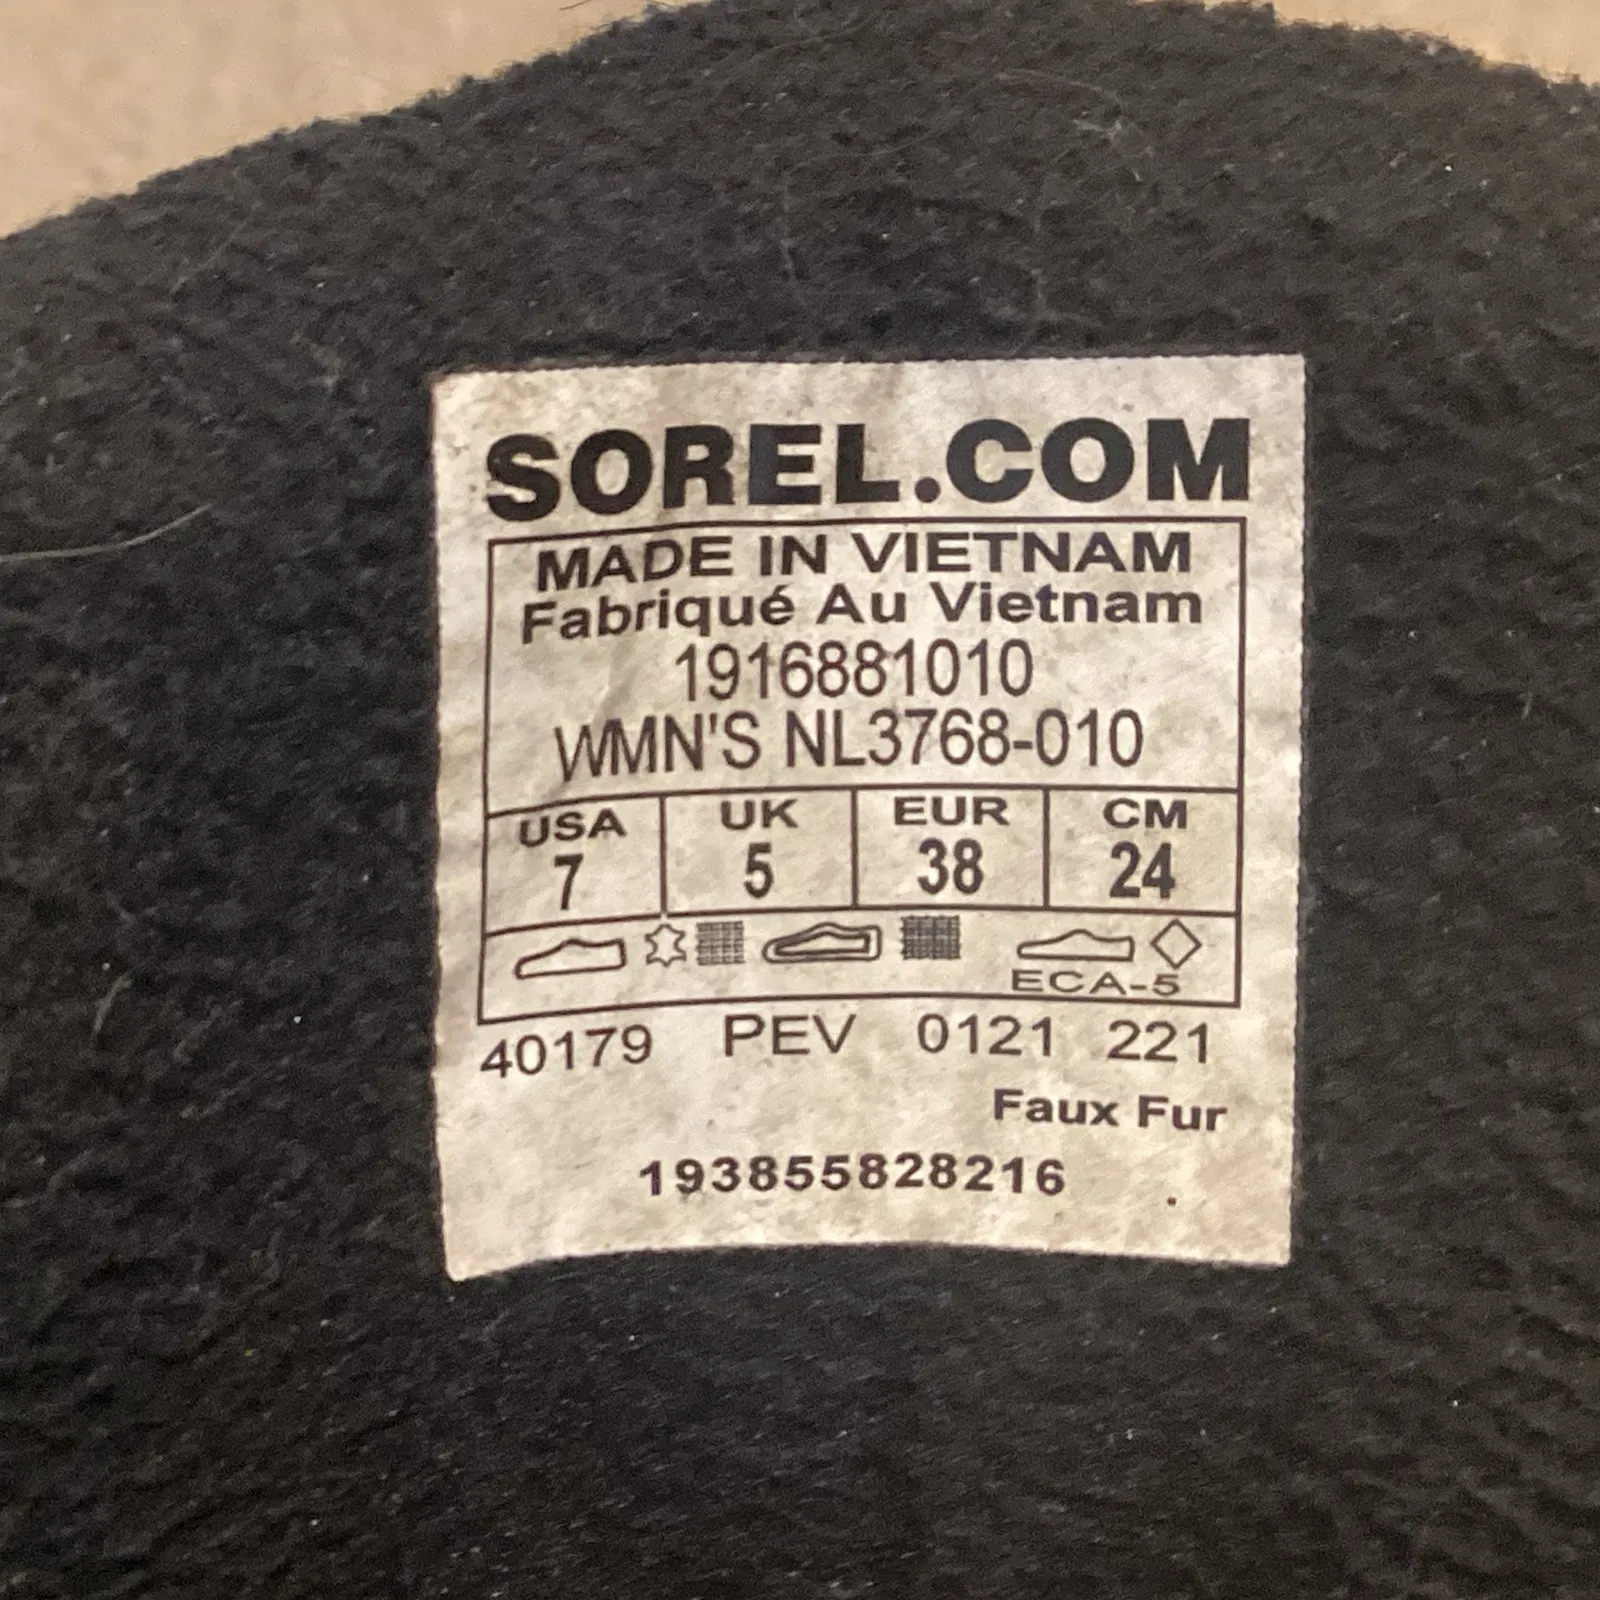 SOREL.COM
MADE IN VIETNAM
Fabriqué Au Vietnam
1916881010
WMN'S NL3768-010
USA UK EUR CM
7 5 38 24
ECA-5
40179 PEV 0121 221
Faux Fur
193855828216